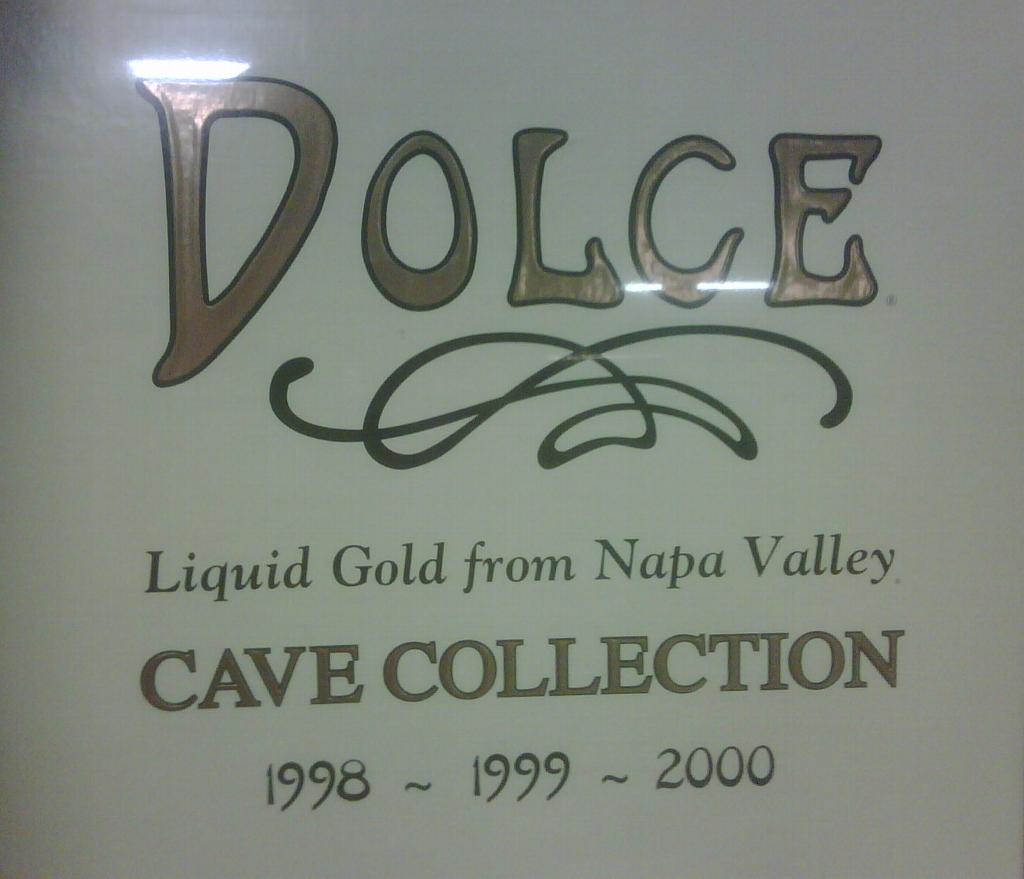 DOLCE®
Liquid Gold from Napa Valley
CAVE COLLECTION
1998 ~ 1999 ~ 2000